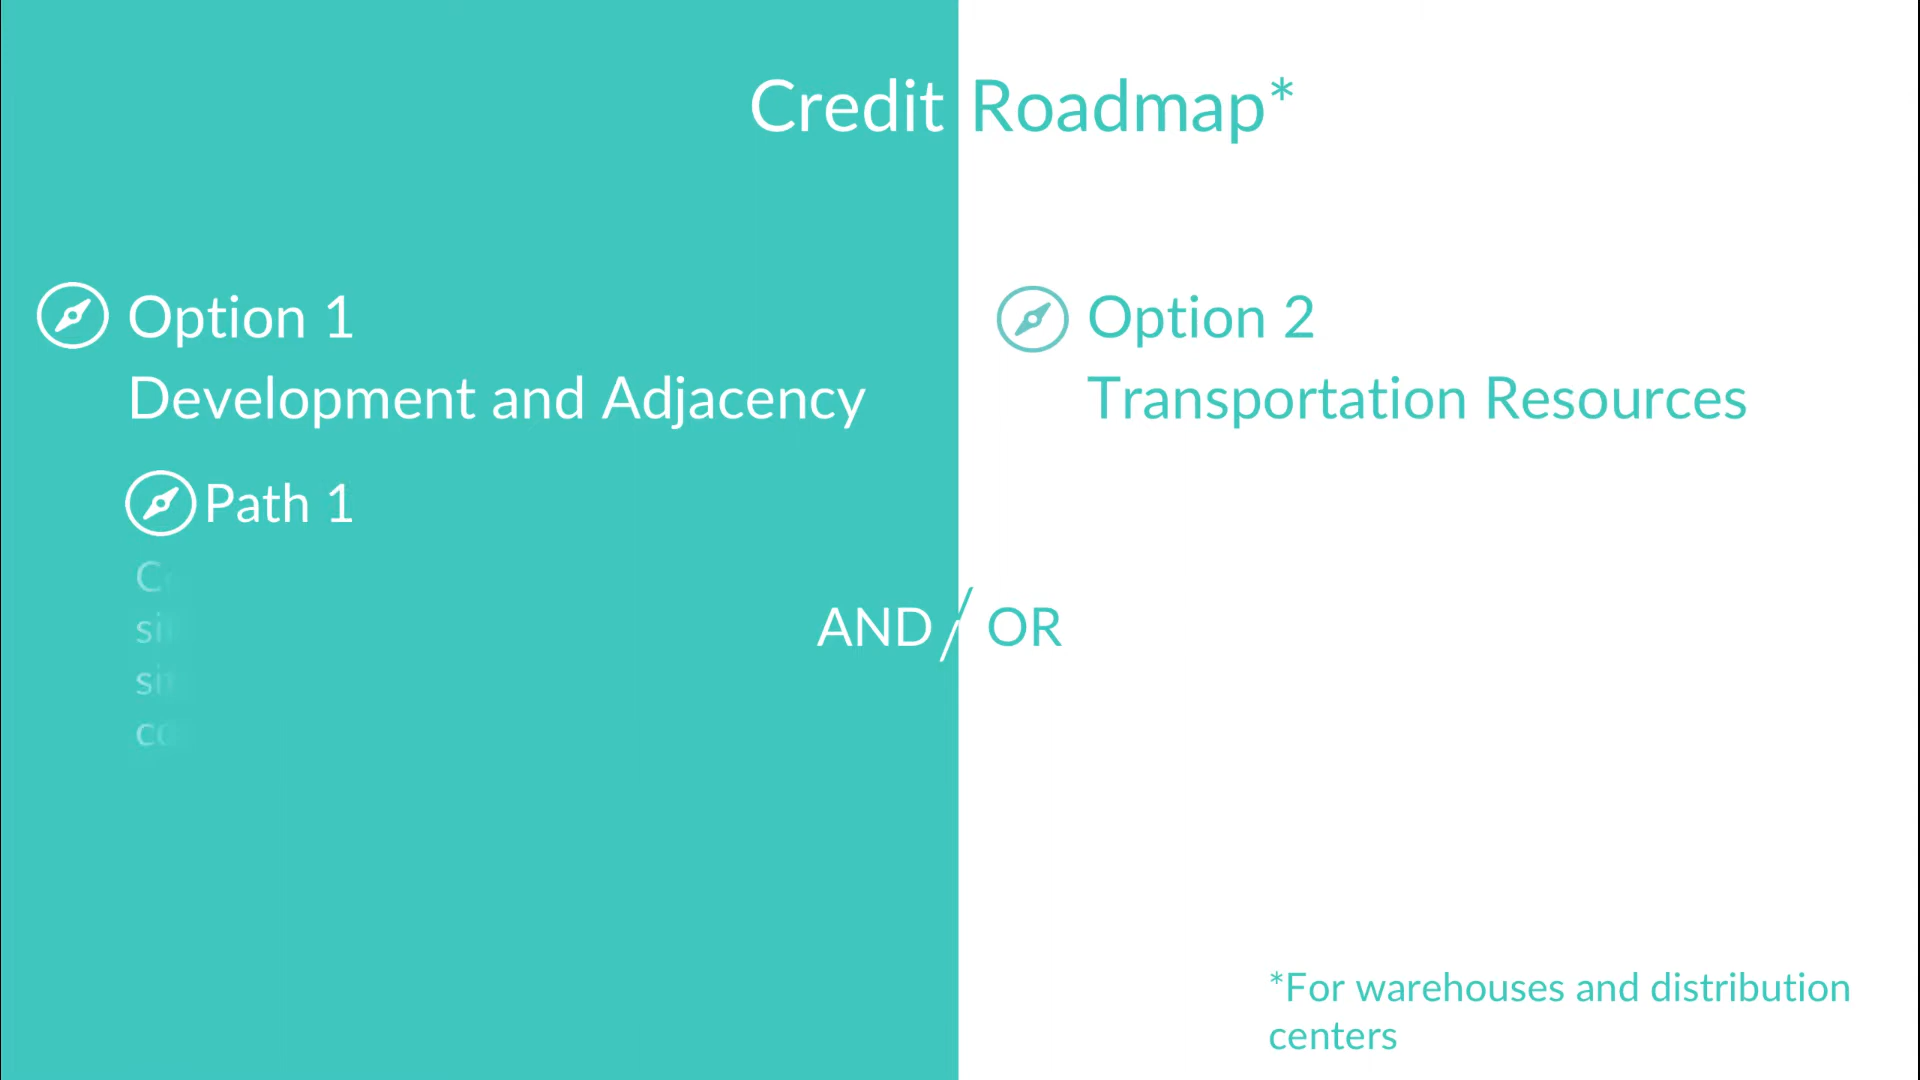 Credit Roadmap*
Option 1
Development and Adjacency
Path 1
AND / OR
Option 2
Transportation Resources
*For warehouses and distribution
centers